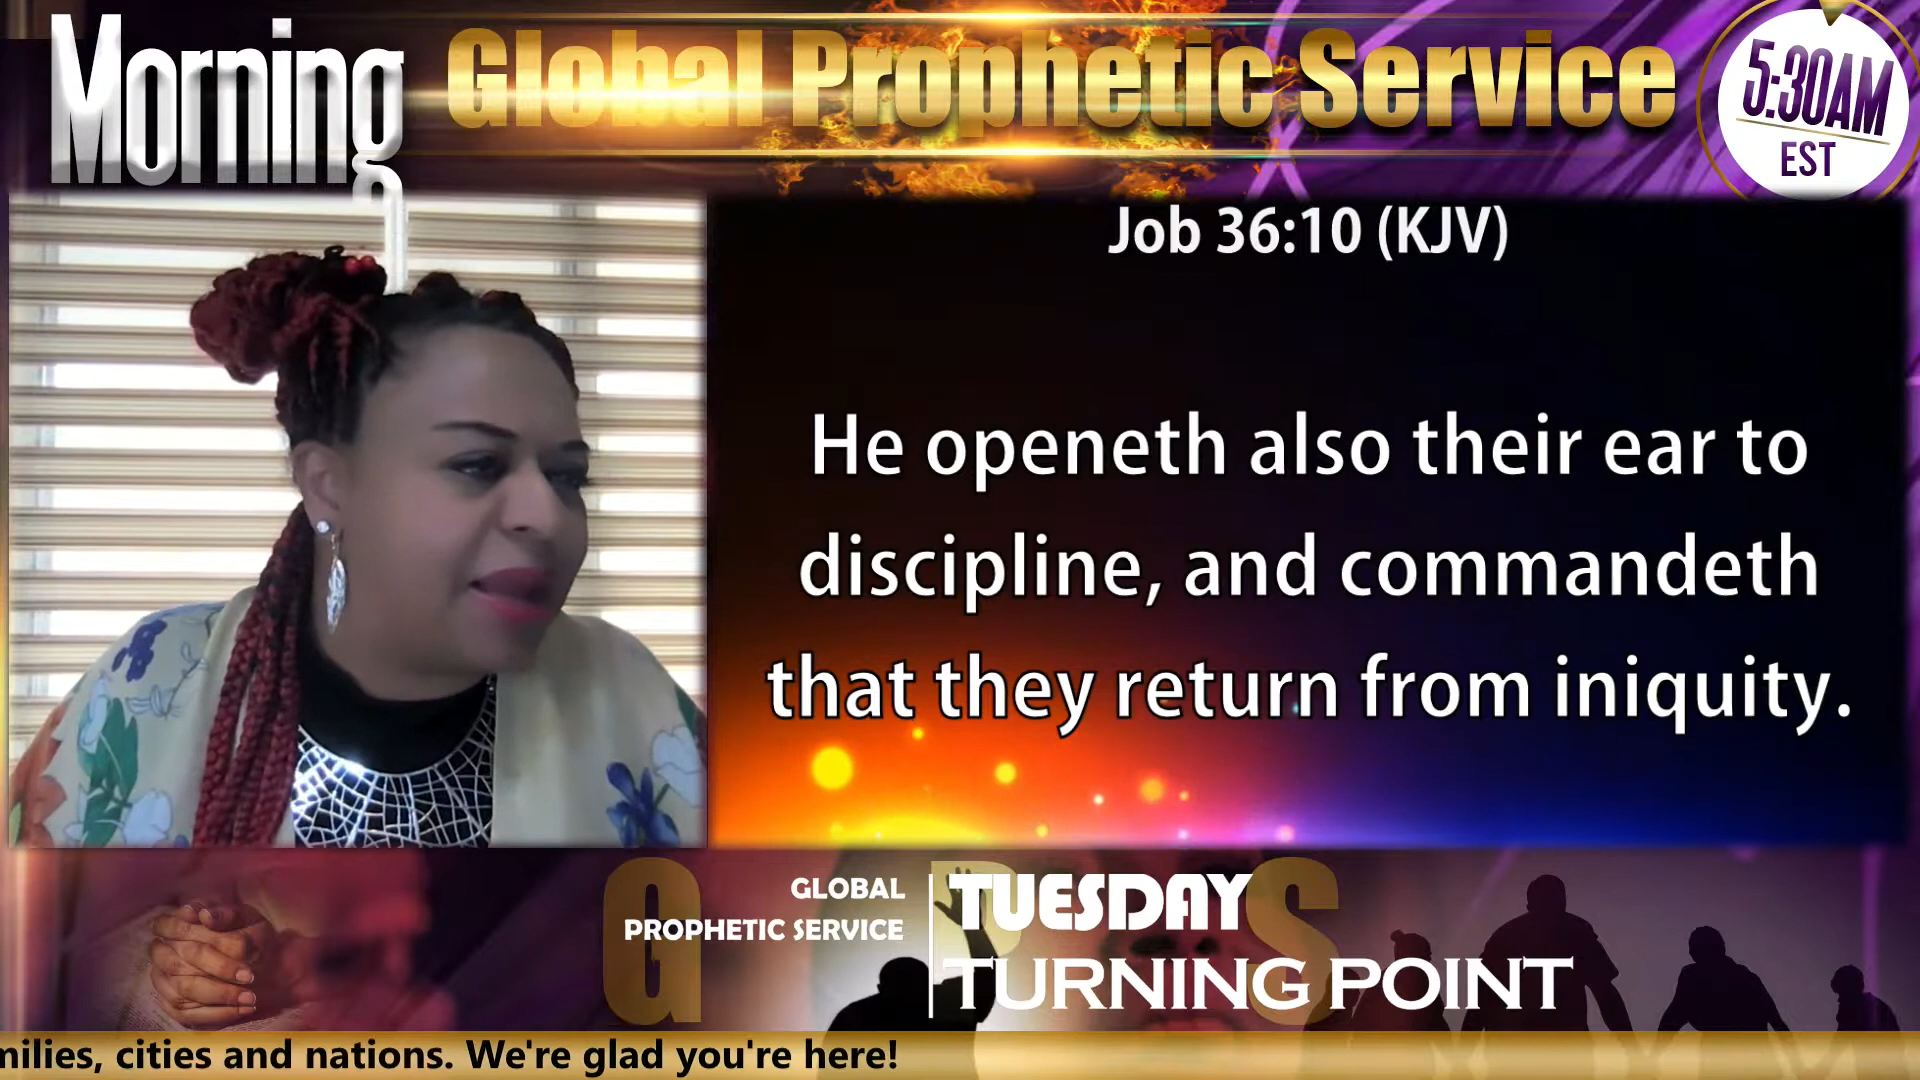 Morning
Global Prophetic Service
5:30AM
EST
Job 36:10 (KJV)
He openeth also their ear to
discipline, and commandeth
that they return from iniquity.
G P S
GLOBAL
PROPHETIC SERVICE
TUESDAY
TURNING POINT
milies, cities and nations. We're glad you're here!